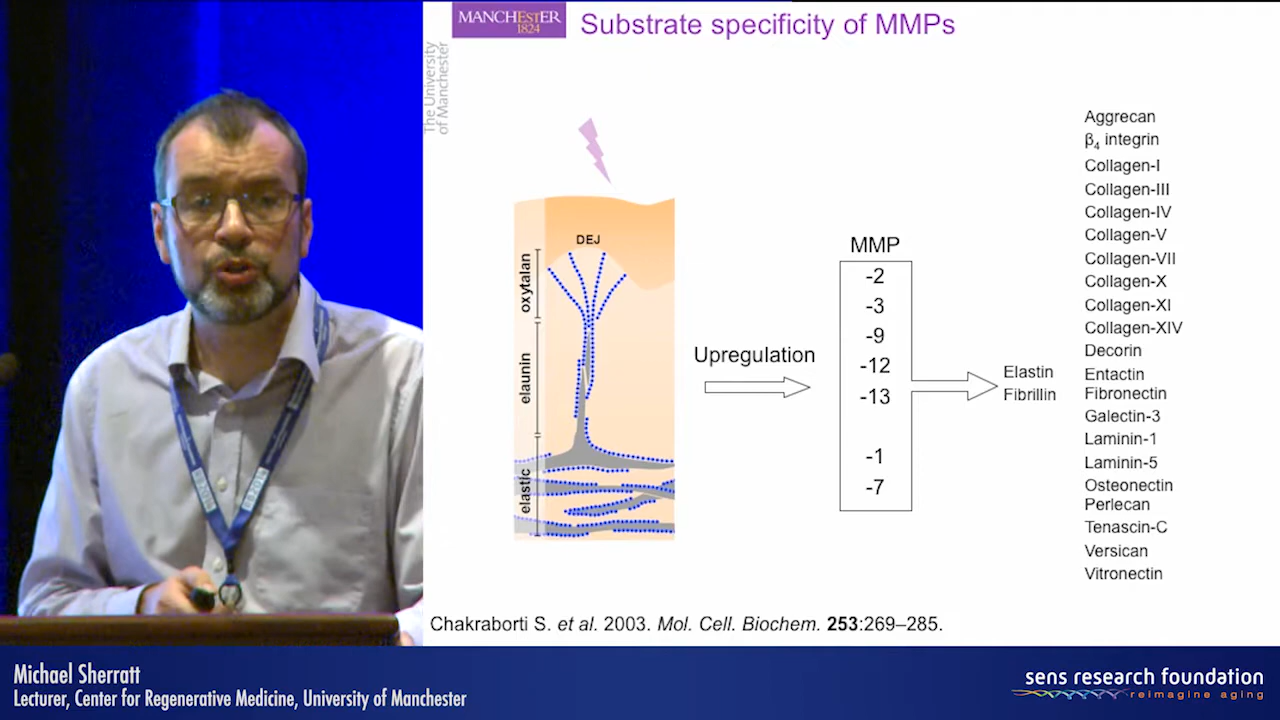 MANCHESTER
1824
The University
of Manchester
Substrate specificity of MMPs
DEJ
oxytalan
elaunin
elastic
Upregulation
MMP
-2
-3
-9
-12
-13
-1
-7
Elastin
Fibrillin
Aggrecan
β₄ integrin
Collagen-I
Collagen-III
Collagen-IV
Collagen-V
Collagen-VII
Collagen-X
Collagen-XI
Collagen-XIV
Decorin
Entactin
Fibronectin
Galectin-3
Laminin-1
Laminin-5
Osteonectin
Perlecan
Tenascin-C
Versican
Vitronectin
Chakraborti S. et al. 2003. Mol. Cell. Biochem. 253:269–285.
Michael Sherratt
Lecturer, Center for Regenerative Medicine, University of Manchester
sens research foundation
reimagine aging